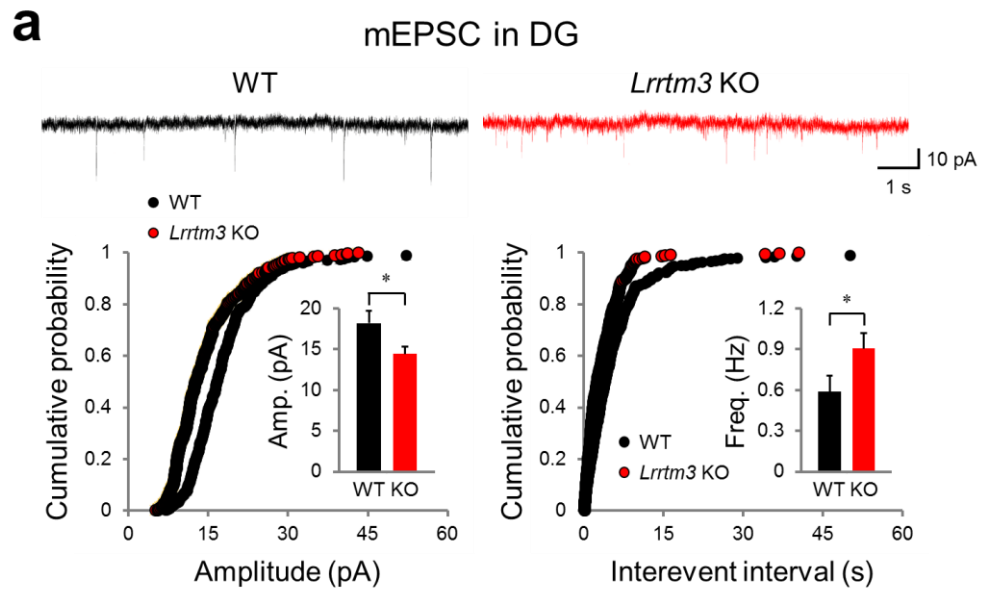 a
mEPSC in DG
WT
Lrrtm3 KO
10 pA
1 s
WT
Lrrtm3 KO
Cumulative probability
1
0.8
0.6
0.4
0.2
0
0
15
30
45
60
Amplitude (pA)
Amp. (pA)
20
15
10
5
0
*
WT KO
Cumulative probability
1
0.8
0.6
0.4
0.2
0
0
15
30
45
60
Interevent interval (s)
WT
Lrrtm3 KO
Freq. (Hz)
1.2
0.9
0.6
0.3
0
*
WT KO